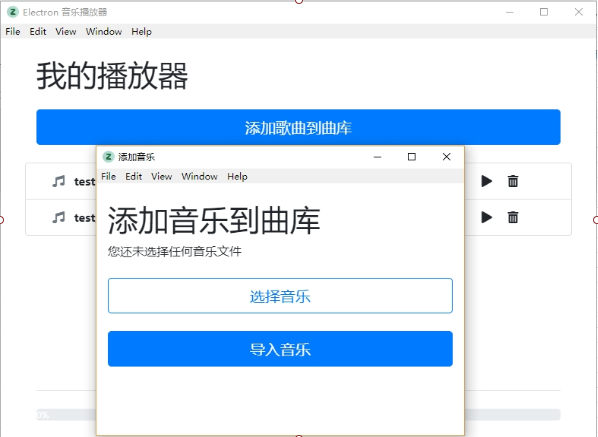 Electron 音乐播放器
File Edit View Window Help
我的播放器
添加歌曲到曲库
test
test
添加音乐
File Edit View Window Help
添加音乐到曲库
您还未选择任何音乐文件
选择音乐
导入音乐
0%